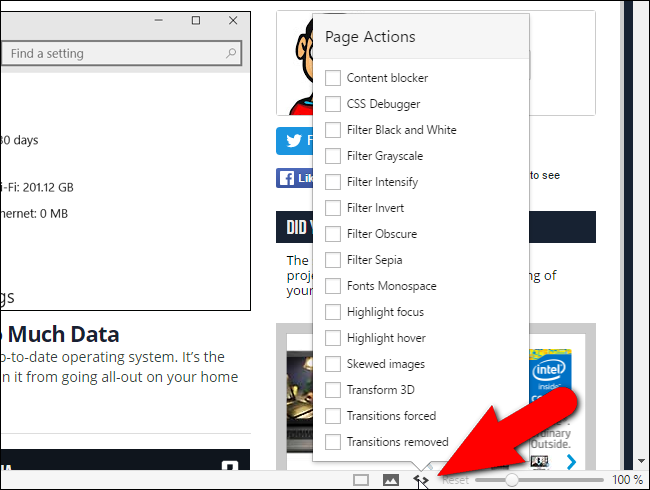 Find a setting
30 days
i-Fi: 201.12 GB
hernet: 0 MB
gs
Much Data
-to-date operating system. It's the
n it from going all-out on your home
Page Actions
Content blocker
CSS Debugger
Filter Black and White
Filter Grayscale
Filter Intensify
Filter Invert
Filter Obscure
Filter Sepia
Fonts Monospace
Highlight focus
Highlight hover
Skewed images
Transform 3D
Transitions forced
Transitions removed
F
Lik
to see
DID
The
proje
ng of
your
intel
inside
dinary
Outside.
Reset
100 %